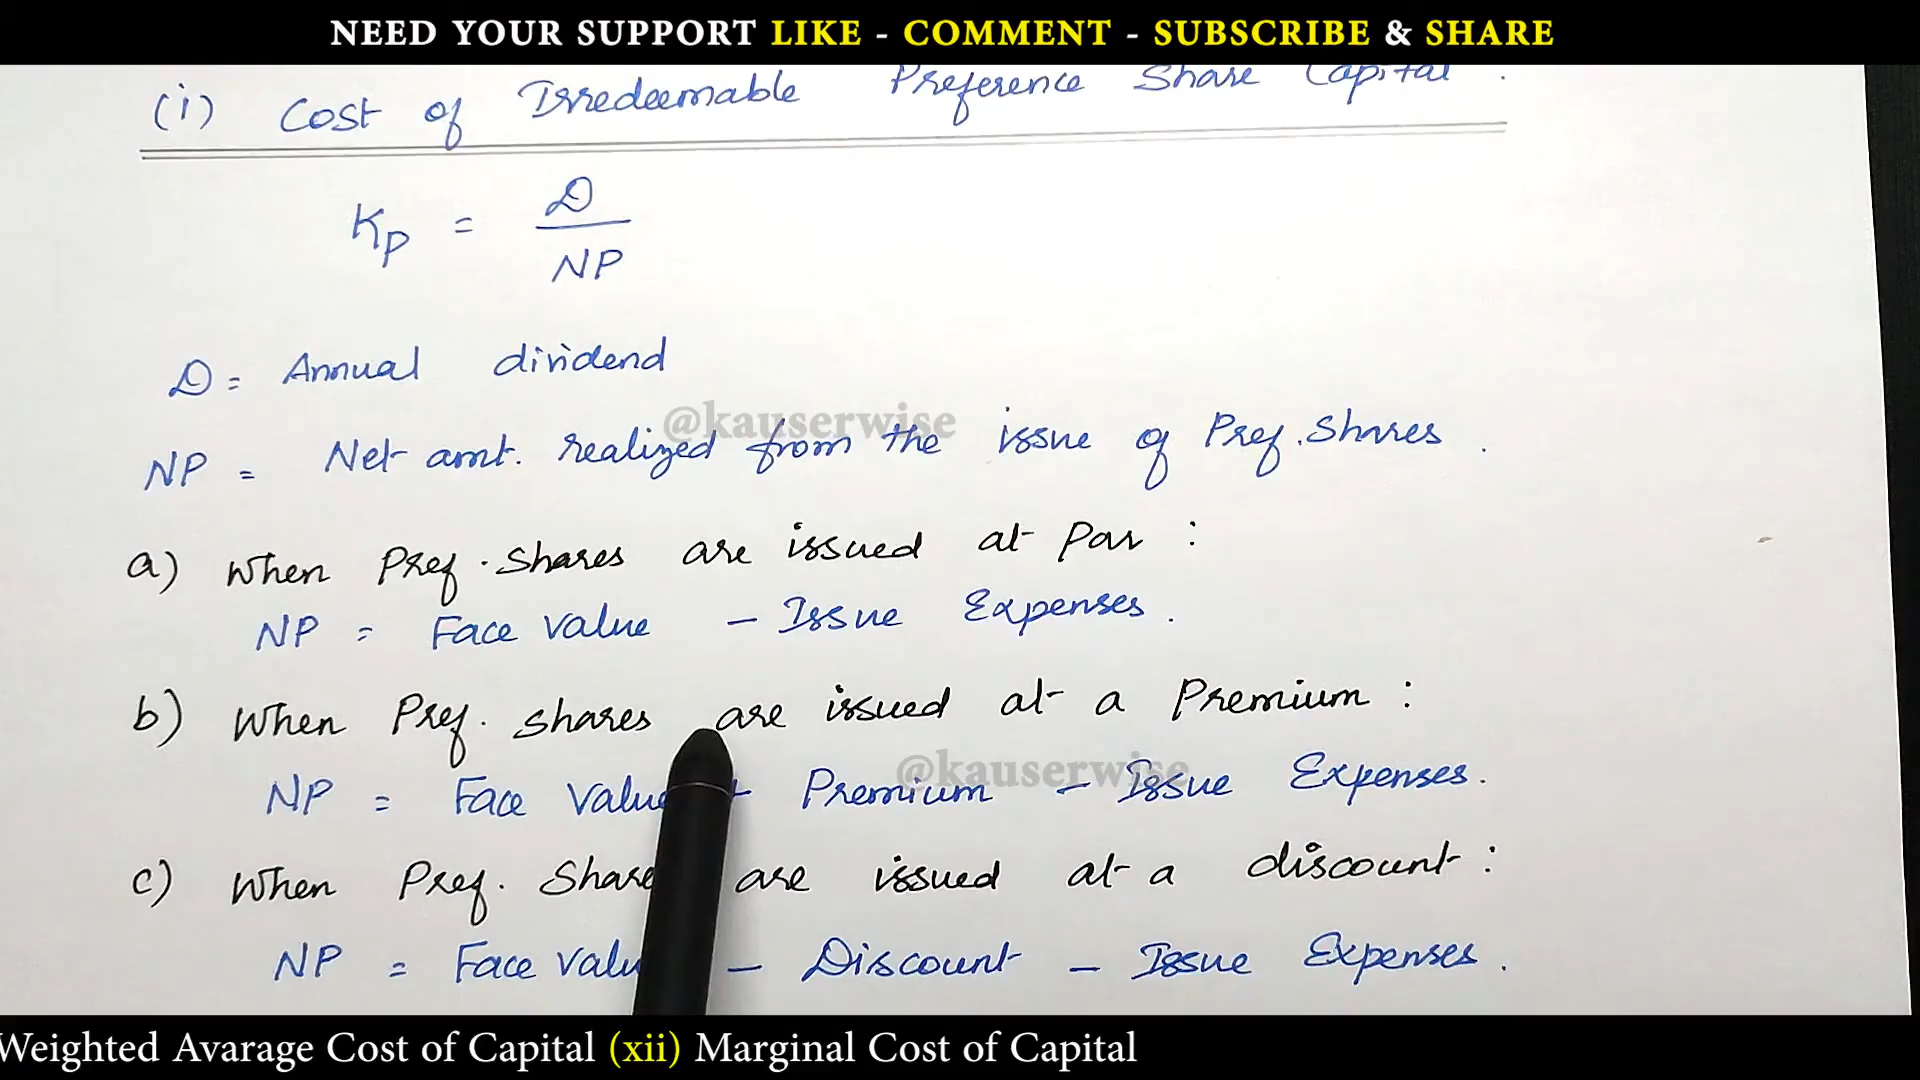 NEED YOUR SUPPORT LIKE - COMMENT - SUBSCRIBE & SHARE
(i) Cost of Irredeemable Preference Share Capital.
Kp = D
NP
D = Annual dividend
@kauserwise
NP = Net amt. realized from the issue of Pref. Shares.
a) When Pref. Shares are issued at Par :
NP = Face value - Issue Expenses.
b) When Pref. shares are issued at a Premium :
@kauserwise
NP = Face Value + Premium - Issue Expenses.
c) When Pref. Share are issued at a discount :
NP = Face Valu - Discount - Issue Expenses.
Weighted Avarage Cost of Capital (xii) Marginal Cost of Capital